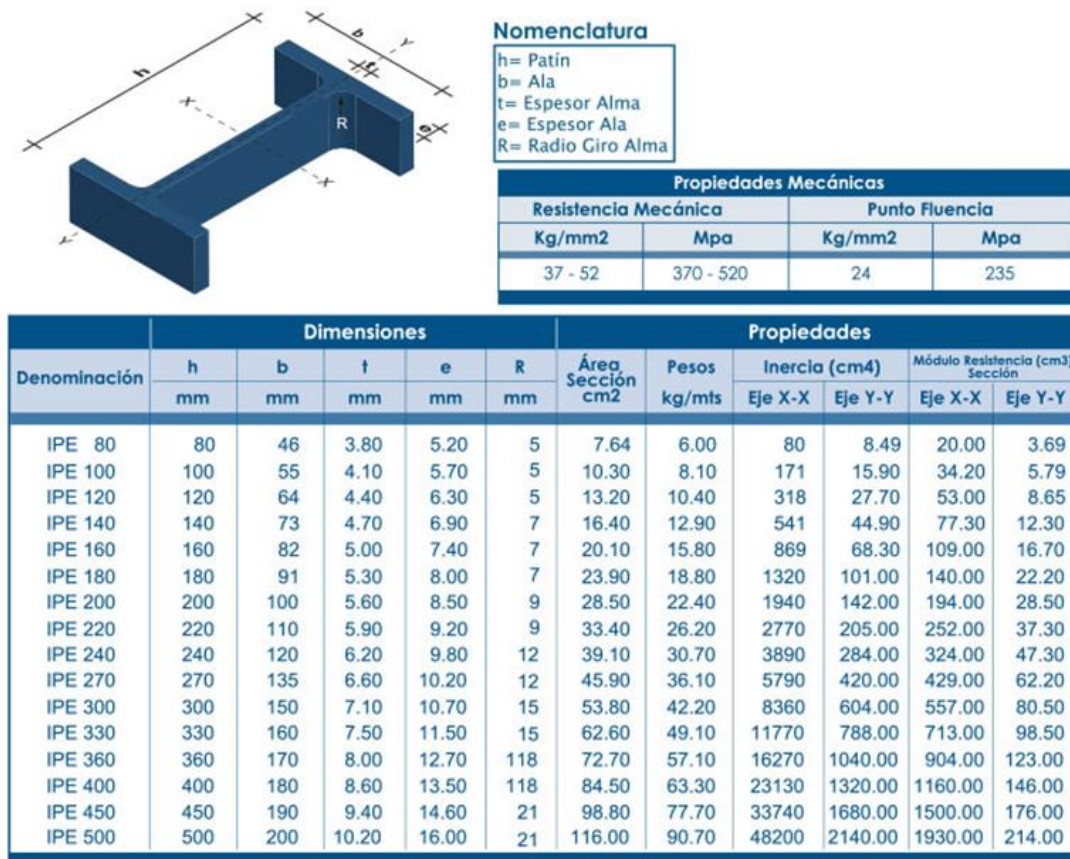 h
b
Y
t
X
R
e
X
Y
Nomenclatura
h= Patín
b= Ala
t= Espesor Alma
e= Espesor Ala
R= Radio Giro Alma
Propiedades Mecánicas
Resistencia Mecánica Punto Fluencia
Kg/mm2 Mpa Kg/mm2 Mpa
37 - 52 370 - 520 24 235
Dimensiones Propiedades
Denominación h b t e R Área Sección cm2 Pesos Inercia (cm4) Módulo Resistencia (cm3) Sección
mm mm mm mm mm kg/mts Eje X-X Eje Y-Y Eje X-X Eje Y-Y
IPE 80 80 46 3.80 5.20 5 7.64 6.00 80 8.49 20.00 3.69
IPE 100 100 55 4.10 5.70 5 10.30 8.10 171 15.90 34.20 5.79
IPE 120 120 64 4.40 6.30 5 13.20 10.40 318 27.70 53.00 8.65
IPE 140 140 73 4.70 6.90 7 16.40 12.90 541 44.90 77.30 12.30
IPE 160 160 82 5.00 7.40 7 20.10 15.80 869 68.30 109.00 16.70
IPE 180 180 91 5.30 8.00 7 23.90 18.80 1320 101.00 140.00 22.20
IPE 200 200 100 5.60 8.50 9 28.50 22.40 1940 142.00 194.00 28.50
IPE 220 220 110 5.90 9.20 9 33.40 26.20 2770 205.00 252.00 37.30
IPE 240 240 120 6.20 9.80 12 39.10 30.70 3890 284.00 324.00 47.30
IPE 270 270 135 6.60 10.20 12 45.90 36.10 5790 420.00 429.00 62.20
IPE 300 300 150 7.10 10.70 15 53.80 42.20 8360 604.00 557.00 80.50
IPE 330 330 160 7.50 11.50 15 62.60 49.10 11770 788.00 713.00 98.50
IPE 360 360 170 8.00 12.70 118 72.70 57.10 16270 1040.00 904.00 123.00
IPE 400 400 180 8.60 13.50 118 84.50 63.30 23130 1320.00 1160.00 146.00
IPE 450 450 190 9.40 14.60 21 98.80 77.70 33740 1680.00 1500.00 176.00
IPE 500 500 200 10.20 16.00 21 116.00 90.70 48200 2140.00 1930.00 214.00